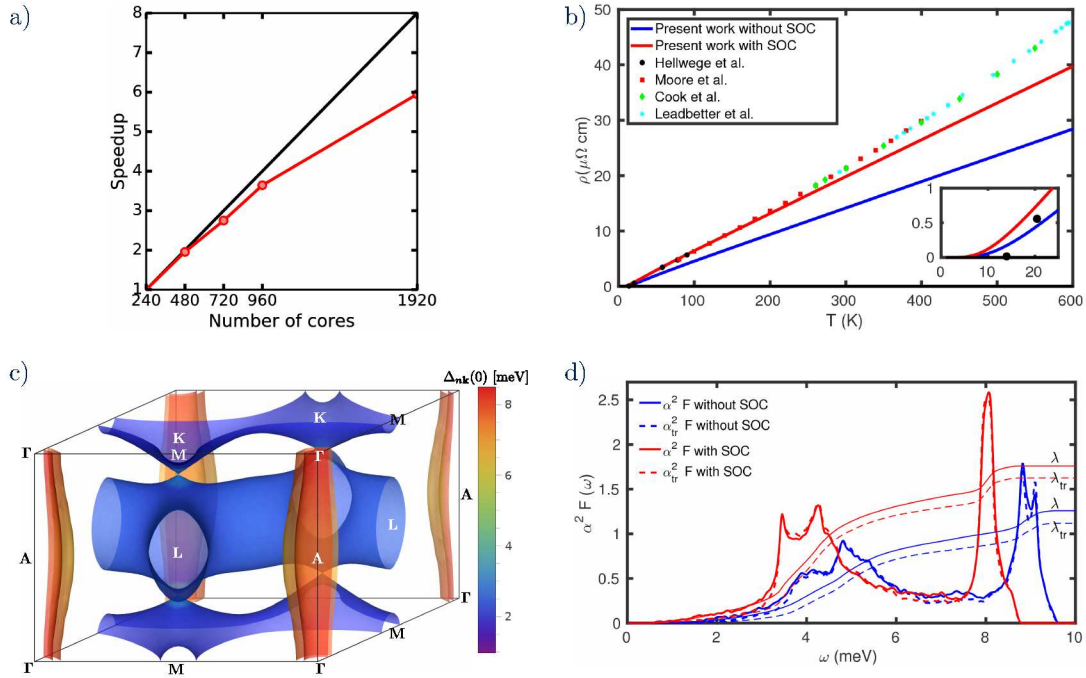 a)
8
7
6
5
4
3
2
1
Speedup
240 480 720 960 1920
Number of cores
b)
50
40
30
20
10
0
ρ(μΩ cm)
Present work without SOC
Present work with SOC
Hellwege et al.
Moore et al.
Cook et al.
Leadbetter et al.
1
0.5
0
10 20
0 100 200 300 400 500 600
T (K)
c)
Δnk(0) [meV]
8
6
4
2
K
M
K
M
Γ
Γ
A
A
L
L
A
Γ
M
M
Γ
M
Γ
d)
2.5
2
1.5
1
0.5
0
α² F (ω)
α² F without SOC
α²tr F without SOC
α² F with SOC
α²tr F with SOC
λ
λtr
λ
λtr
0 2 4 6 8 10
ω (meV)